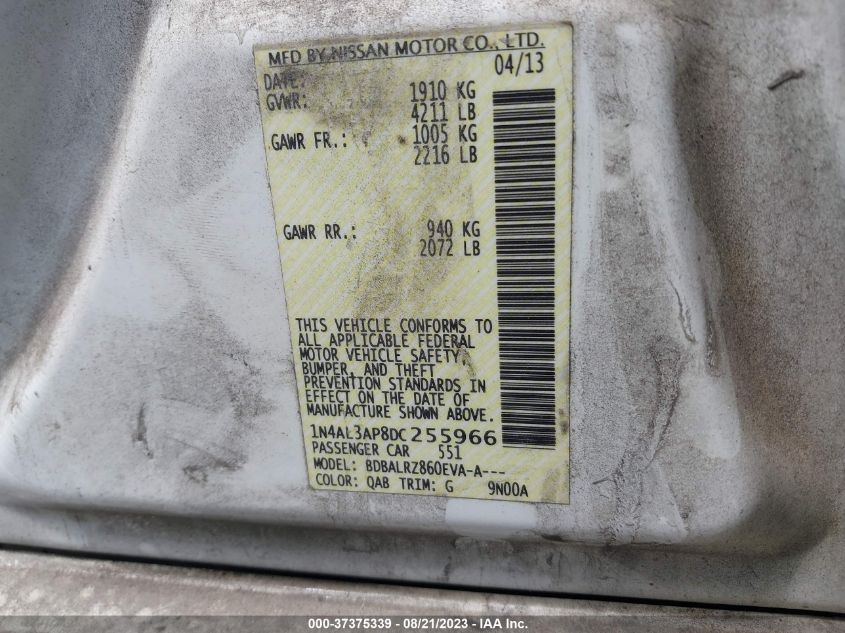 MFD BY NISSAN MOTOR CO., LTD.
DATE: 04/13
GVWR: 1910 KG
4211 LB
GAWR FR.: 1005 KG
2216 LB
GAWR RR.: 940 KG
2072 LB
THIS VEHICLE CONFORMS TO
ALL APPLICABLE FEDERAL
MOTOR VEHICLE SAFETY,
BUMPER, AND THEFT
PREVENTION STANDARDS IN
EFFECT ON THE DATE OF
MANUFACTURE SHOWN ABOVE.
1N4AL3AP8DC255966
PASSENGER CAR 551
MODEL: BDBALRZ860EVA-A---
COLOR: QAB TRIM: G 9N00A
000-37375339 - 08/21/2023 - IAA Inc.